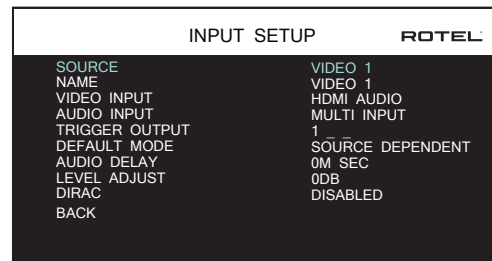 INPUT SETUP ROTEL
SOURCE VIDEO 1
NAME VIDEO 1
VIDEO INPUT HDMI AUDIO
AUDIO INPUT MULTI INPUT
TRIGGER OUTPUT 1 _ _
DEFAULT MODE SOURCE DEPENDENT
AUDIO DELAY 0M SEC
LEVEL ADJUST 0DB
DIRAC DISABLED
BACK